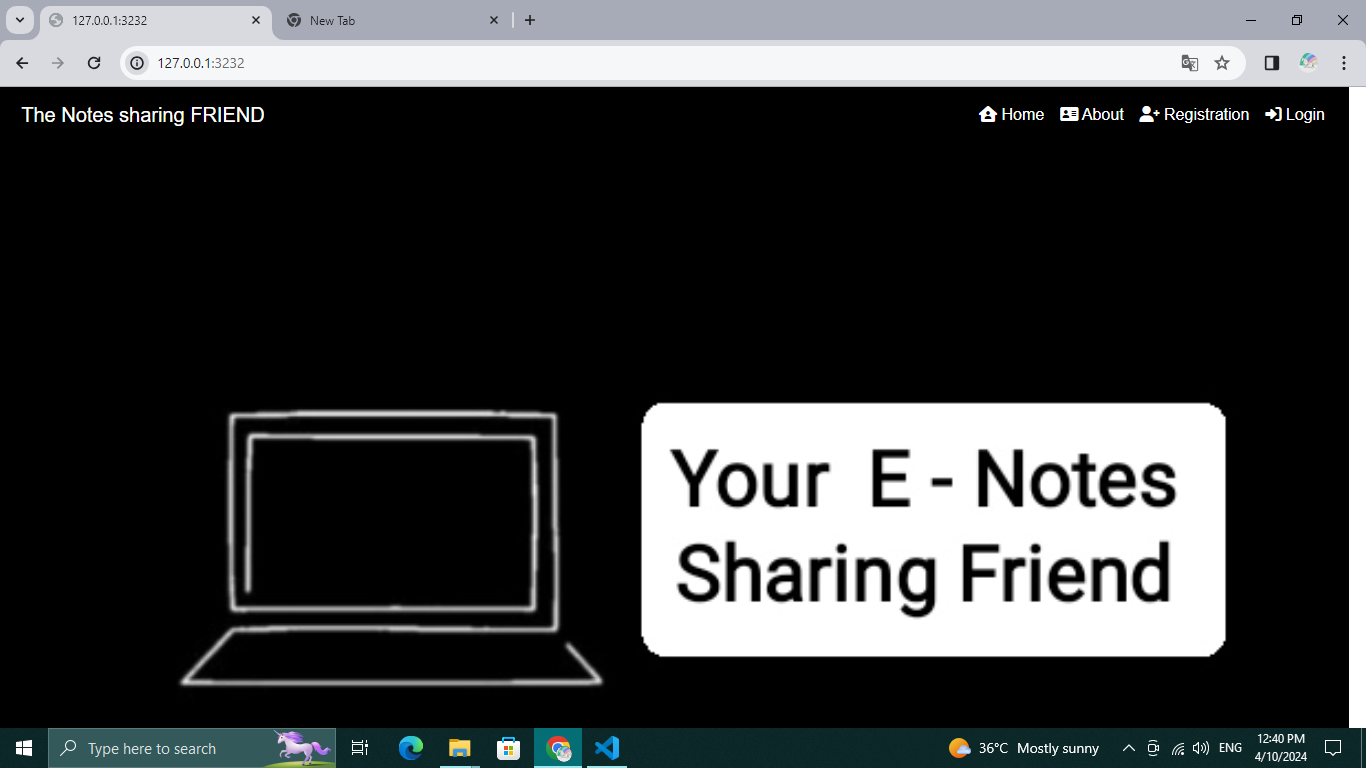 127.0.0.1:3232
New Tab
127.0.0.1:3232
The Notes sharing FRIEND
Home
About
Registration
Login
Your E - Notes
Sharing Friend
Type here to search
36°C Mostly sunny
ENG
12:40 PM
4/10/2024